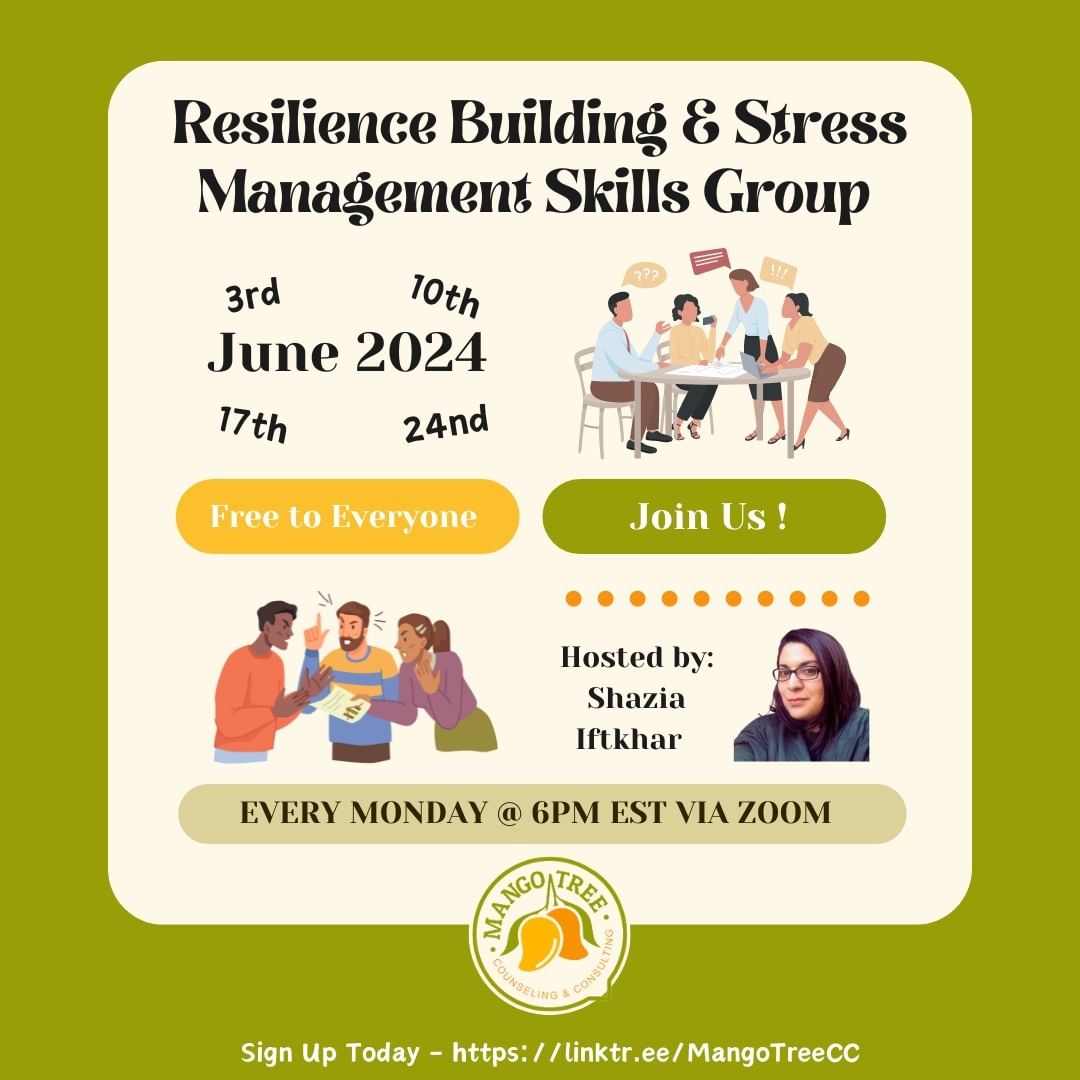 Resilience Building & Stress
Management Skills Group
3rd
10th
June 2024
17th
24nd
???
!!!
Free to Everyone
Join Us !
Hosted by:
Shazia
Iftkhar
EVERY MONDAY @ 6PM EST VIA ZOOM
MANGO TREE
COUNSELING & CONSULTING
Sign Up Today - https://linktr.ee/MangoTreeCC